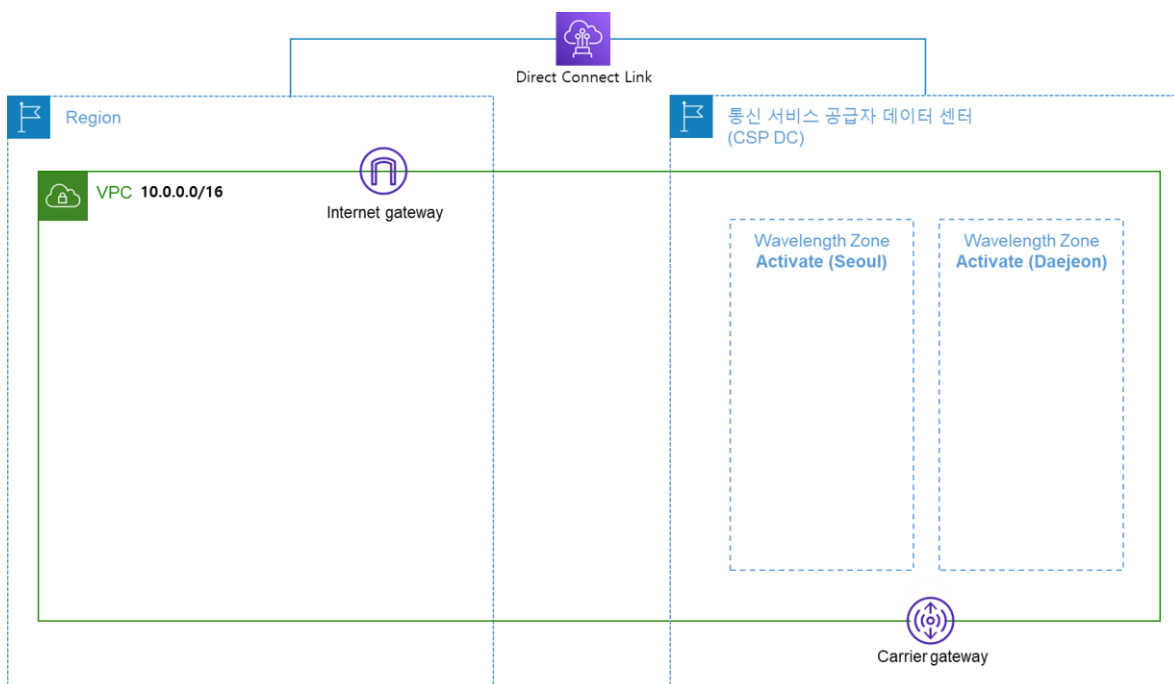 Direct Connect Link
Region
통신 서비스 공급자 데이터 센터
(CSP DC)
VPC 10.0.0.0/16
Internet gateway
Wavelength Zone
Activate (Seoul)
Wavelength Zone
Activate (Daejeon)
Carrier gateway